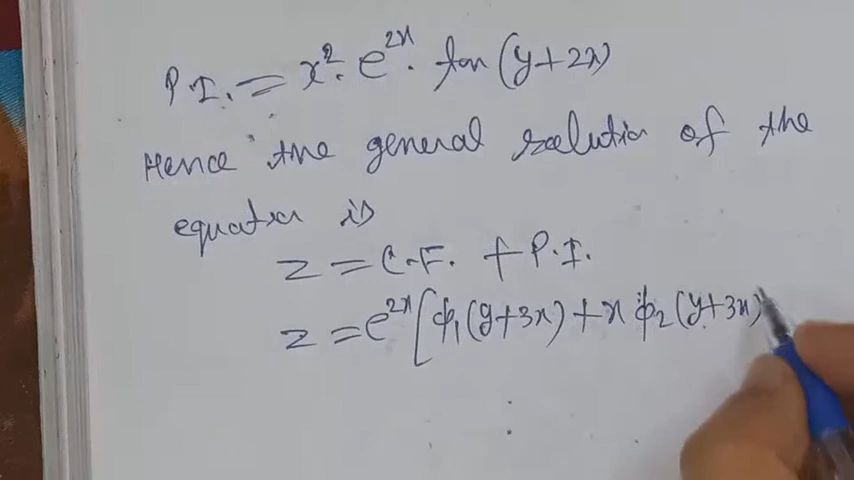 P.I. = x². e^{2x}. tan (y+2x)
Hence the general solution of the
equation is
z = C.F. + P.I.
z = e^{2x} [ϕ₁(y+3x) + x ϕ₂(y+3x)